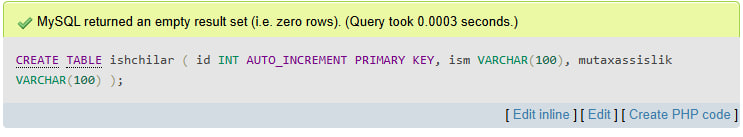 MySQL returned an empty result set (i.e. zero rows). (Query took 0.0003 seconds.)
CREATE TABLE ishchilar ( id INT AUTO_INCREMENT PRIMARY KEY, ism VARCHAR(100), mutaxassislik
VARCHAR(100) );
[ Edit inline ] [ Edit ] [ Create PHP code ]